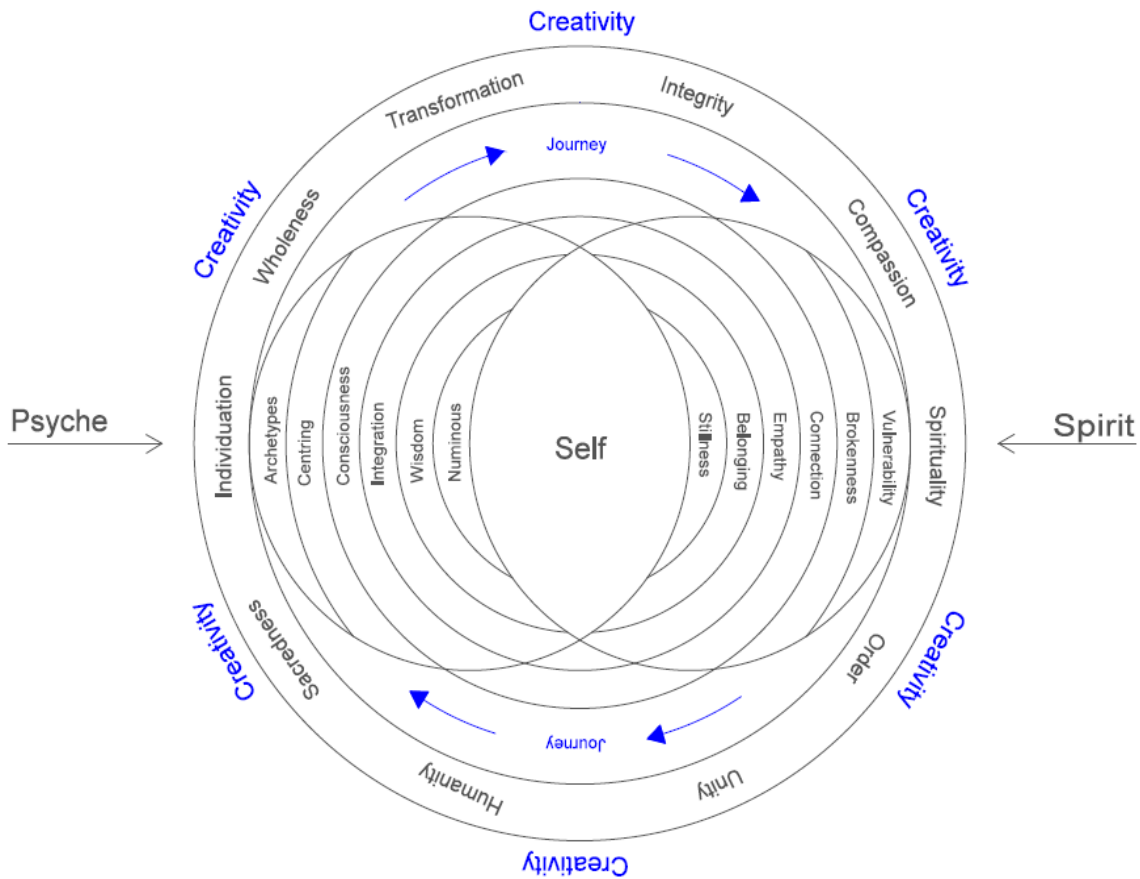 Creativity
Transformation
Integrity
Journey
Creativity
Creativity
Wholeness
Compassion
Psyche
Individuation
Archetypes
Centring
Consciousness
Integration
Wisdom
Numinous
Self
Stillness
Belonging
Empathy
Connection
Brokenness
Vulnerability
Spirituality
Spirit
Creativity
Sacredness
Order
Creativity
Journey
Humanity
Unity
Creativity